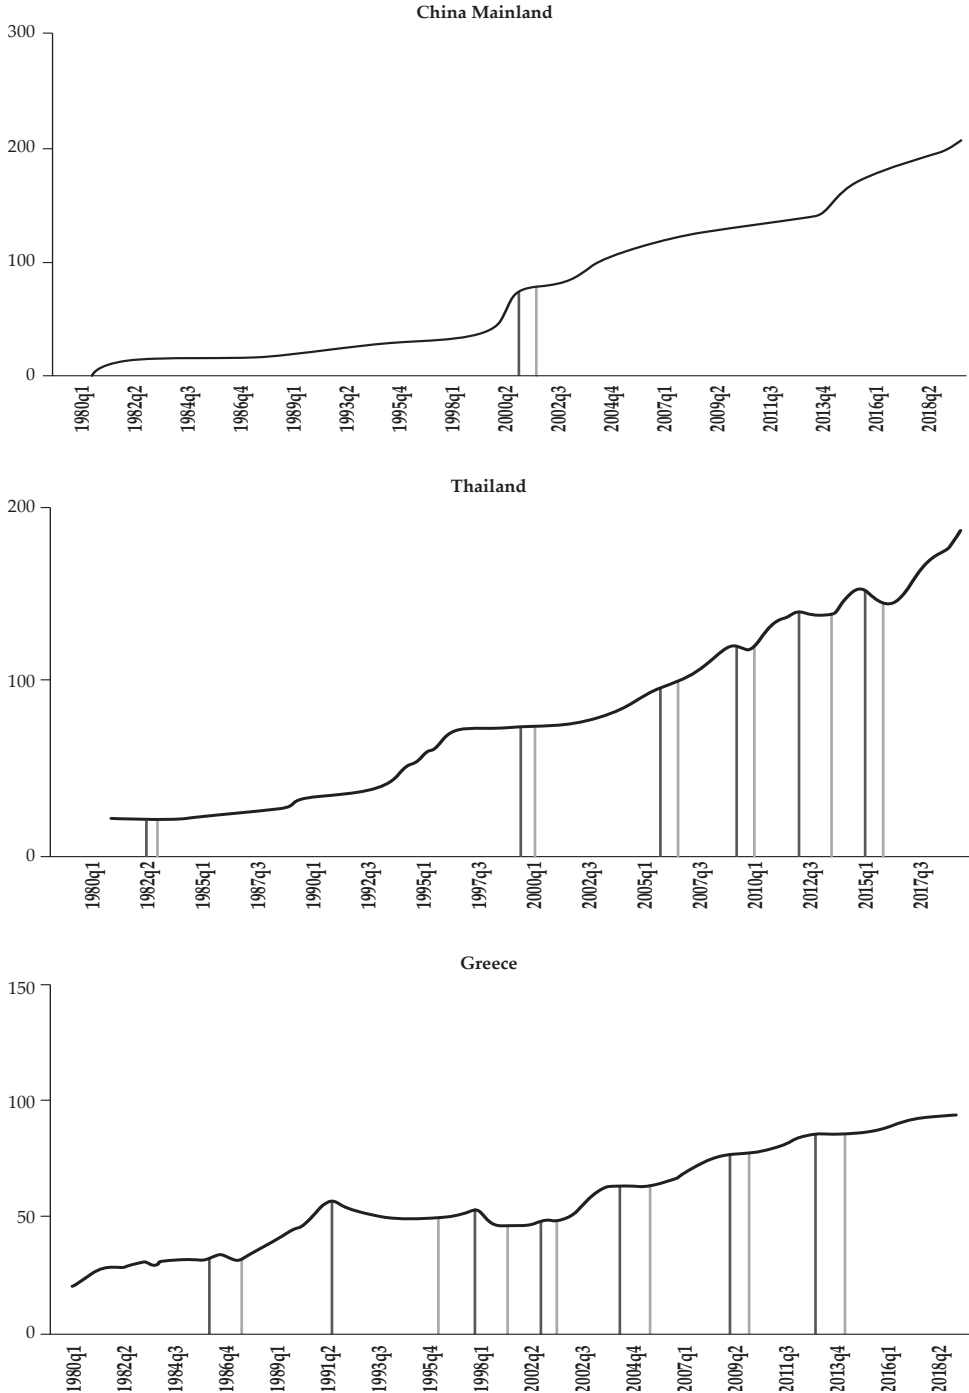 China Mainland
300
200
100
0
1980q1 1982q2 1984q3 1986q4 1989q1 1993q2 1995q4 1998q1 2000q2 2002q3 2004q4 2007q1 2009q2 2011q3 2013q4 2016q1 2018q2
Thailand
200
100
0
1980q1 1982q2 1985q1 1987q3 1990q1 1992q3 1995q1 1997q3 2000q1 2002q3 2005q1 2007q3 2010q1 2012q3 2015q1 2017q3
Greece
150
100
50
0
1980q1 1982q2 1984q3 1986q4 1989q1 1991q2 1993q3 1995q4 1998q1 2002q2 2002q3 2004q4 2007q1 2009q2 2011q3 2013q4 2016q1 2018q2